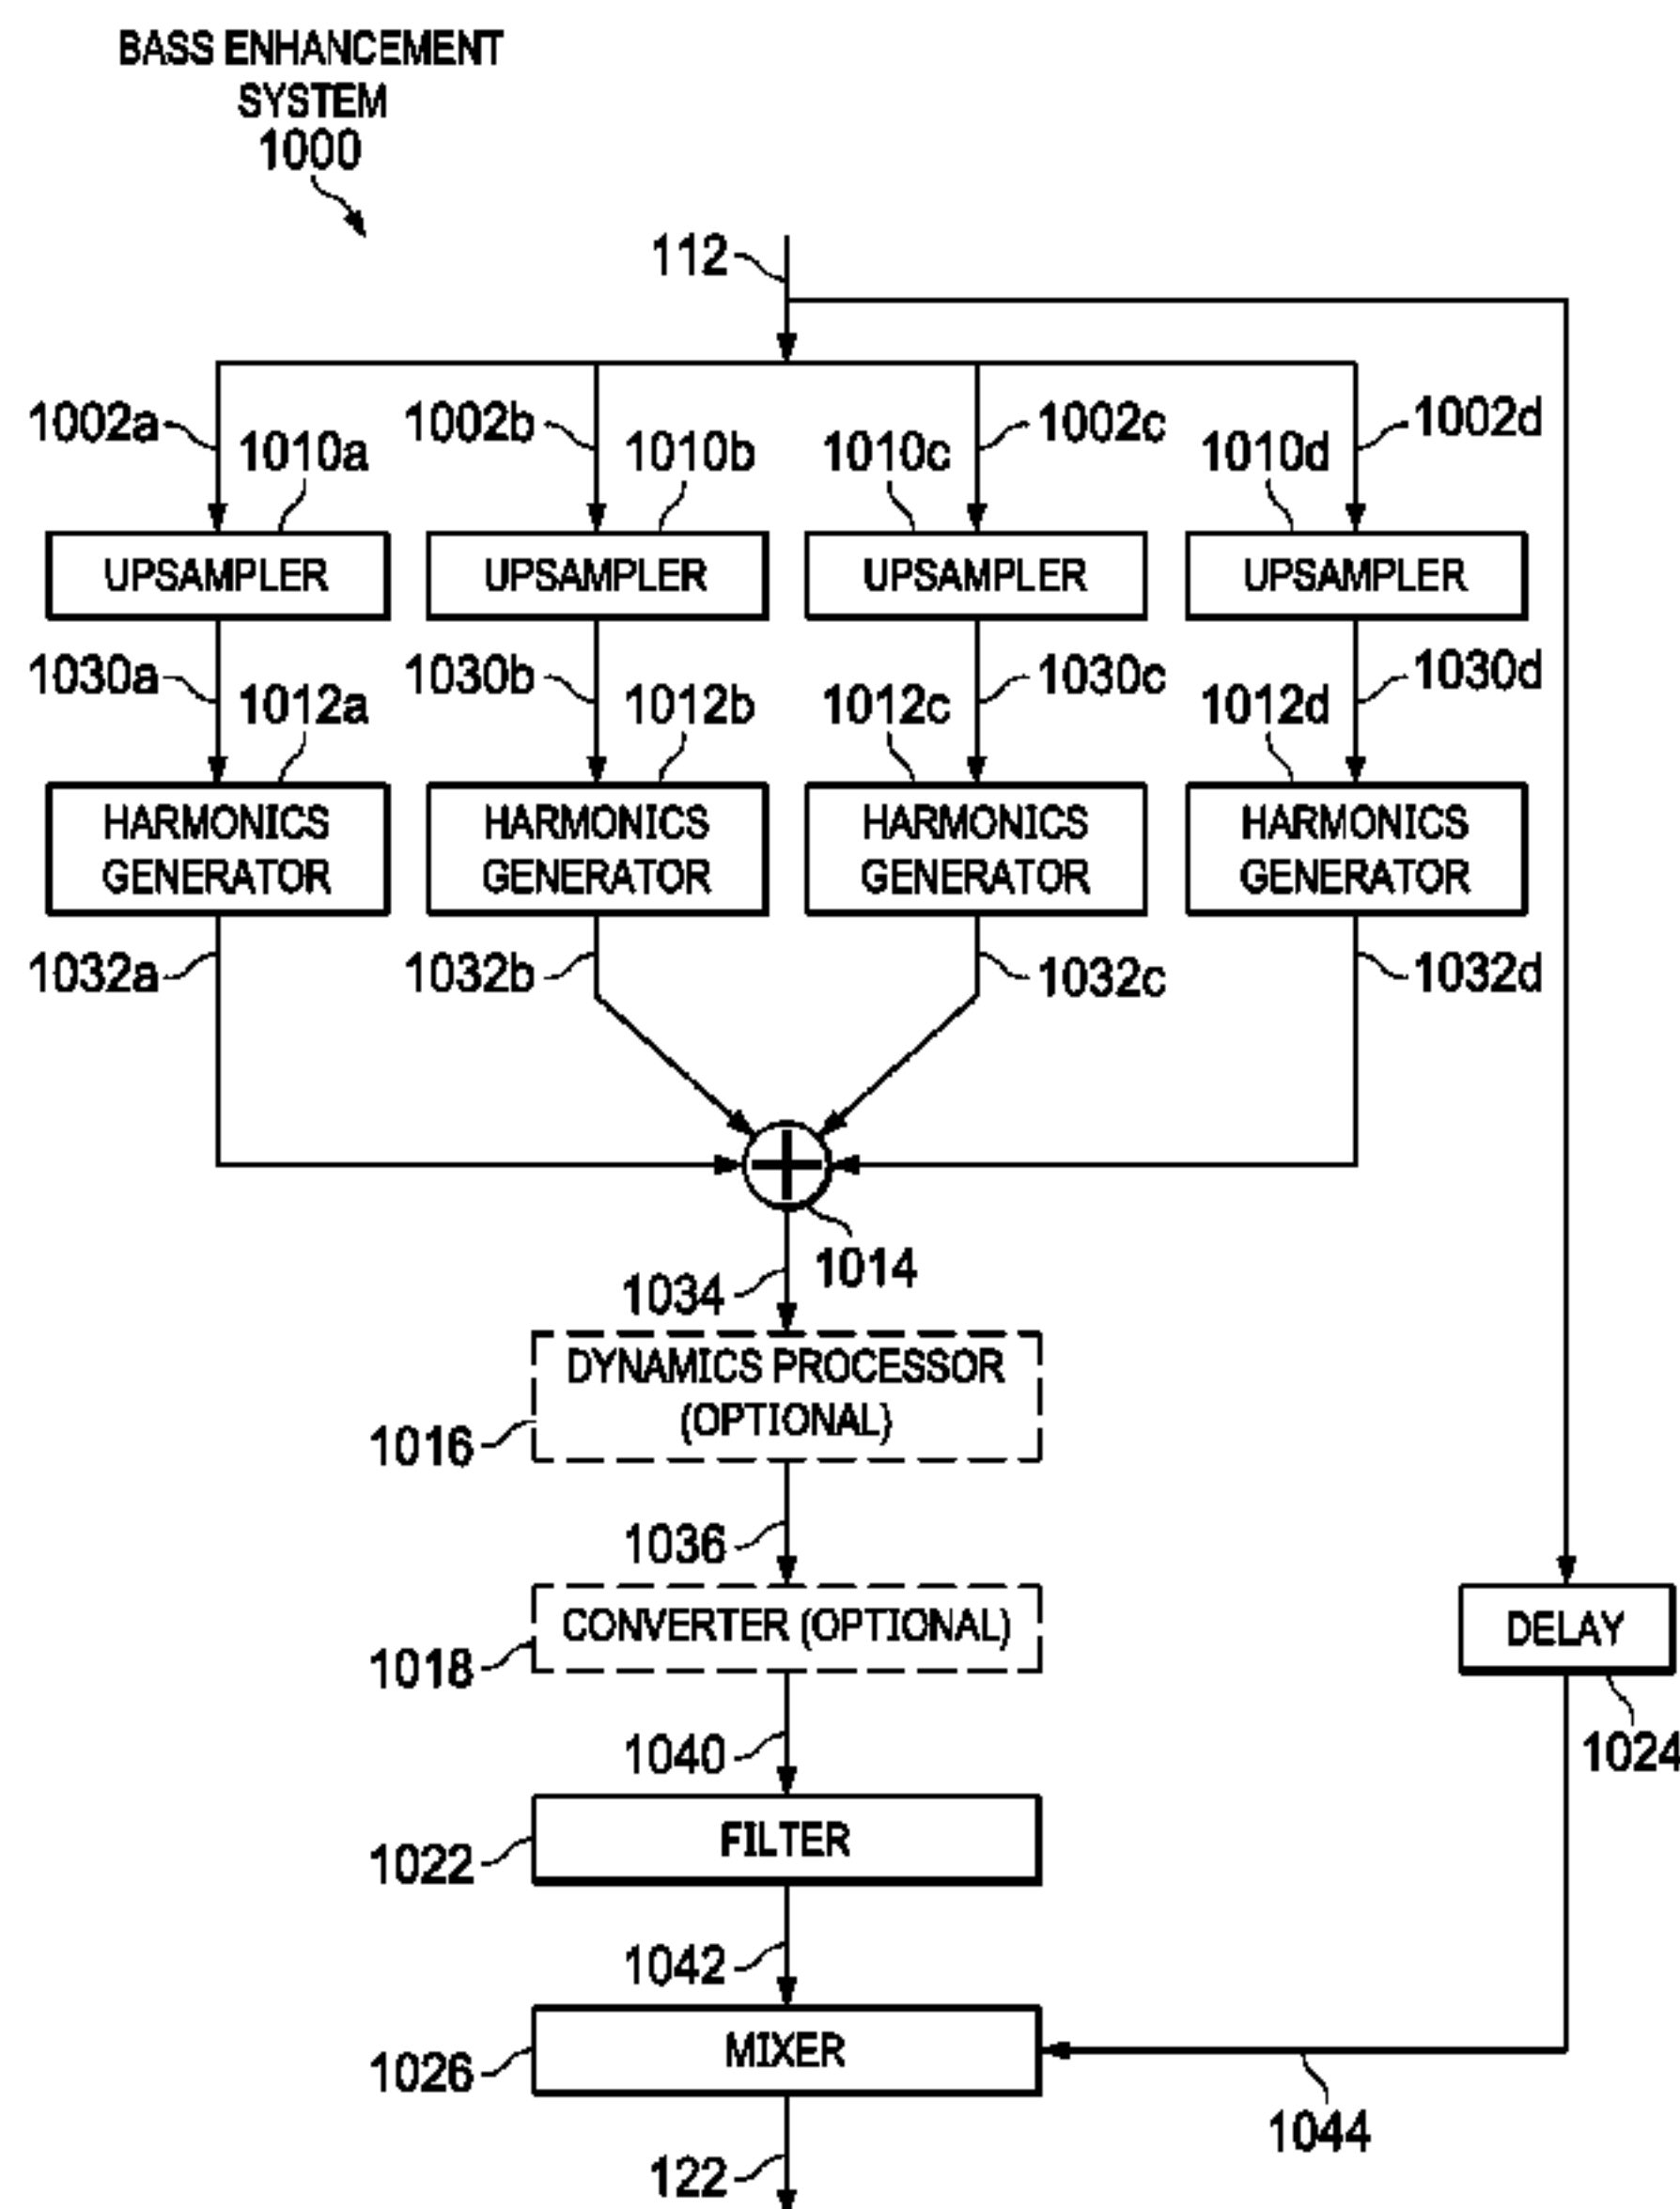 BASS ENHANCEMENT
SYSTEM
1000
112
1002a
1002b
1002c
1002d
1010a
1010b
1010c
1010d
UPSAMPLER
UPSAMPLER
UPSAMPLER
UPSAMPLER
1030a
1030b
1030c
1030d
1012a
1012b
1012c
1012d
HARMONICS
GENERATOR
HARMONICS
GENERATOR
HARMONICS
GENERATOR
HARMONICS
GENERATOR
1032a
1032b
1032c
1032d
1014
1034
DYNAMICS PROCESSOR
(OPTIONAL)
1016
1036
CONVERTER (OPTIONAL)
1018
DELAY
1024
1040
FILTER
1022
1042
MIXER
1026
1044
122